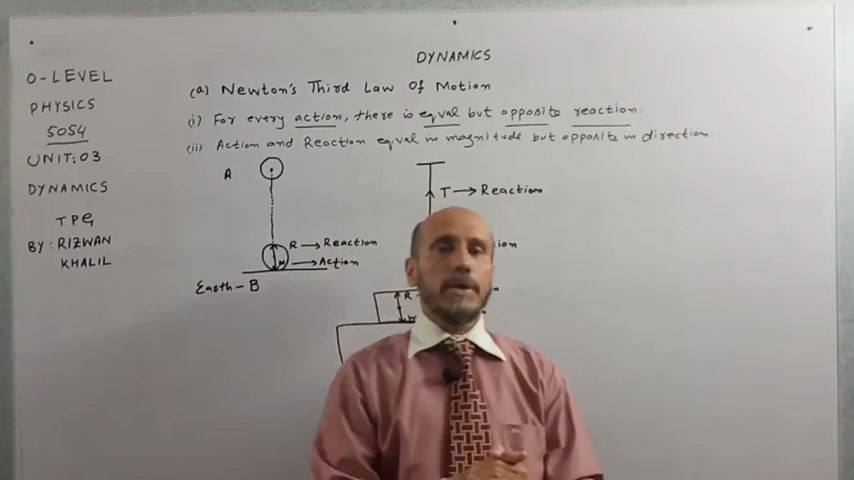 DYNAMICS
O-LEVEL
PHYSICS
5054
UNIT:03
DYNAMICS
BY: RIZWAN
KHALIL
(a) Newton's Third Law Of Motion
(i) For every action, there is equal but opposite reaction.
(ii) Action and Reaction equal in magnitude but opposite in direction.
A
R → Reaction
W → Action
Earth - B
T → Reaction
R
W